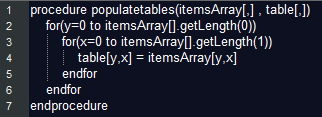 1 procedure populatetables(itemsArray[,] , table[,])
2 for(y=0 to itemsArray[].getLength(0))
3 for(x=0 to itemsArray[].getLength(1))
4 table[y,x] = itemsArray[y,x]
5 endfor
6 endfor
7 endprocedure